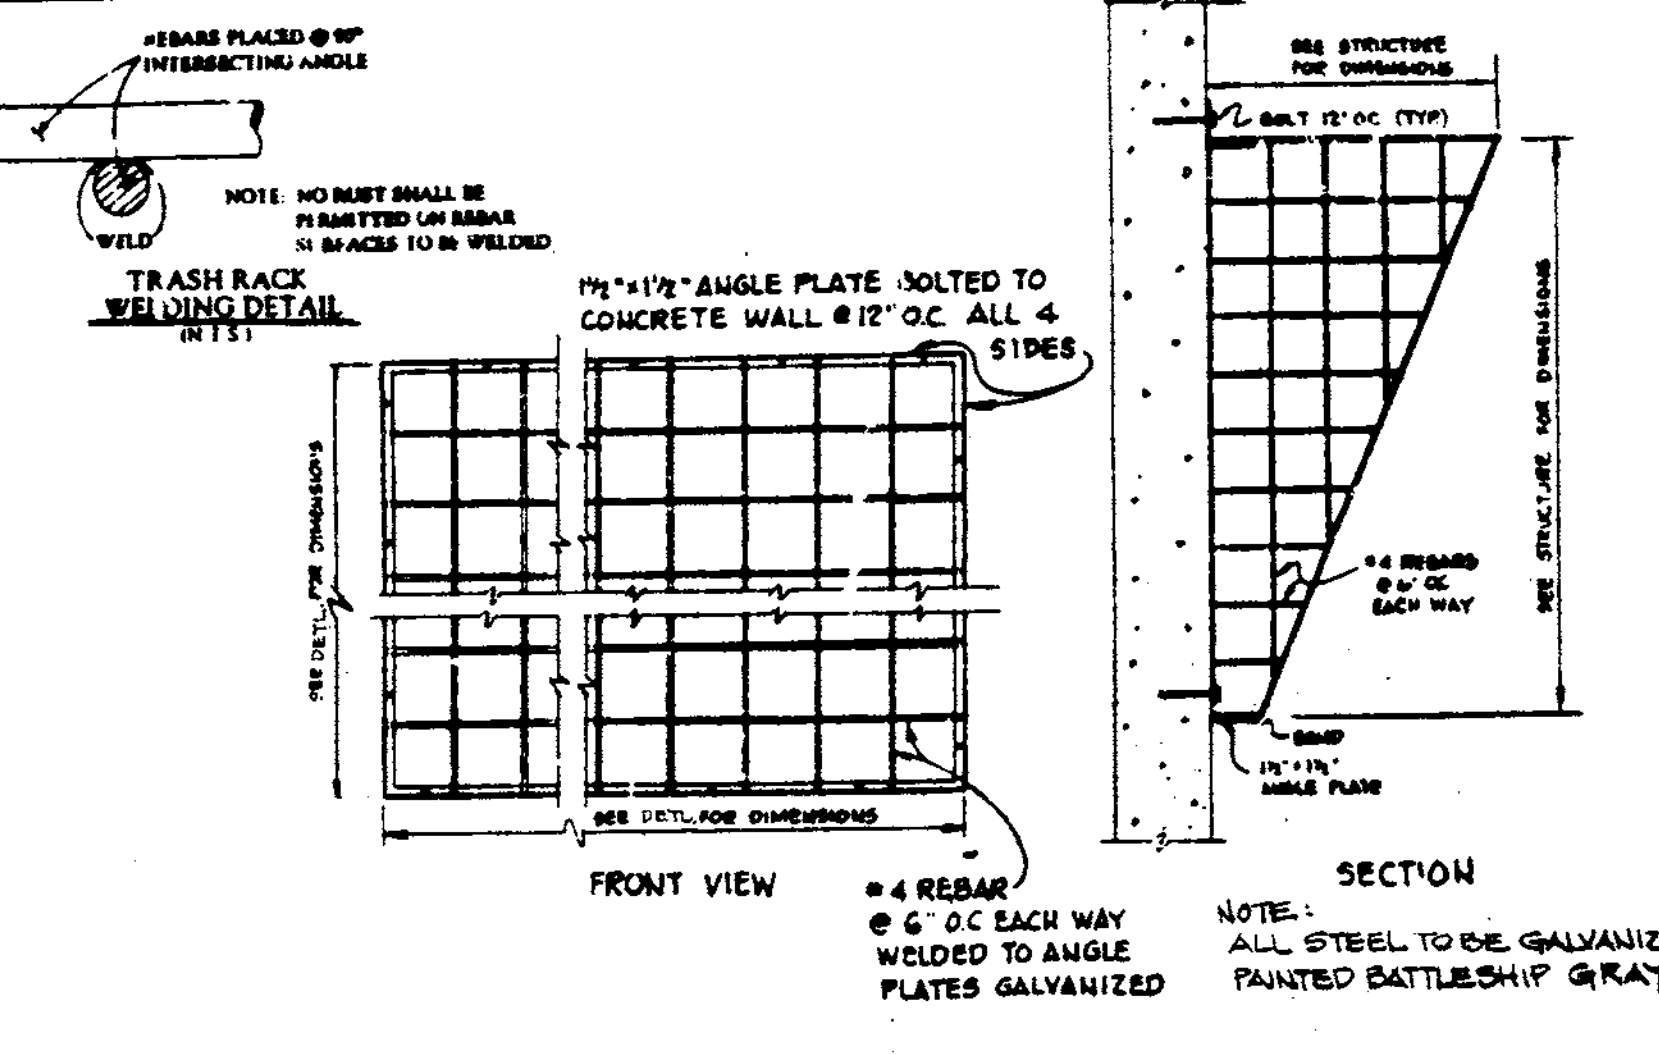 REBARS PLACED @ 90°
INTERSECTING ANGLE
WELD
NOTE: NO RUST SHALL BE
PERMITTED ON REBAR
SURFACES TO BE WELDED
TRASH RACK
WELDING DETAIL
(NTS)
1½"x1½" ANGLE PLATE BOLTED TO
CONCRETE WALL @ 12" O.C ALL 4
SIDES
SEE DETL. FOR DIMENSIONS
SEE DETL. FOR DIMENSIONS
FRONT VIEW
#4 REBAR
@ 6" O.C EACH WAY
WELDED TO ANGLE
PLATES GALVANIZED
SEE STRUCTURE
FOR DIMENSIONS
BOLT 12" OC (TYP)
SEE STRUCTURE FOR DIMENSIONS
#4 REBARS
@ 6" OC
EACH WAY
BEND
1½" x 1½"
ANGLE PLATE
SECTION
NOTE:
ALL STEEL TO BE GALVANIZ
PAINTED BATTLESHIP GRAY